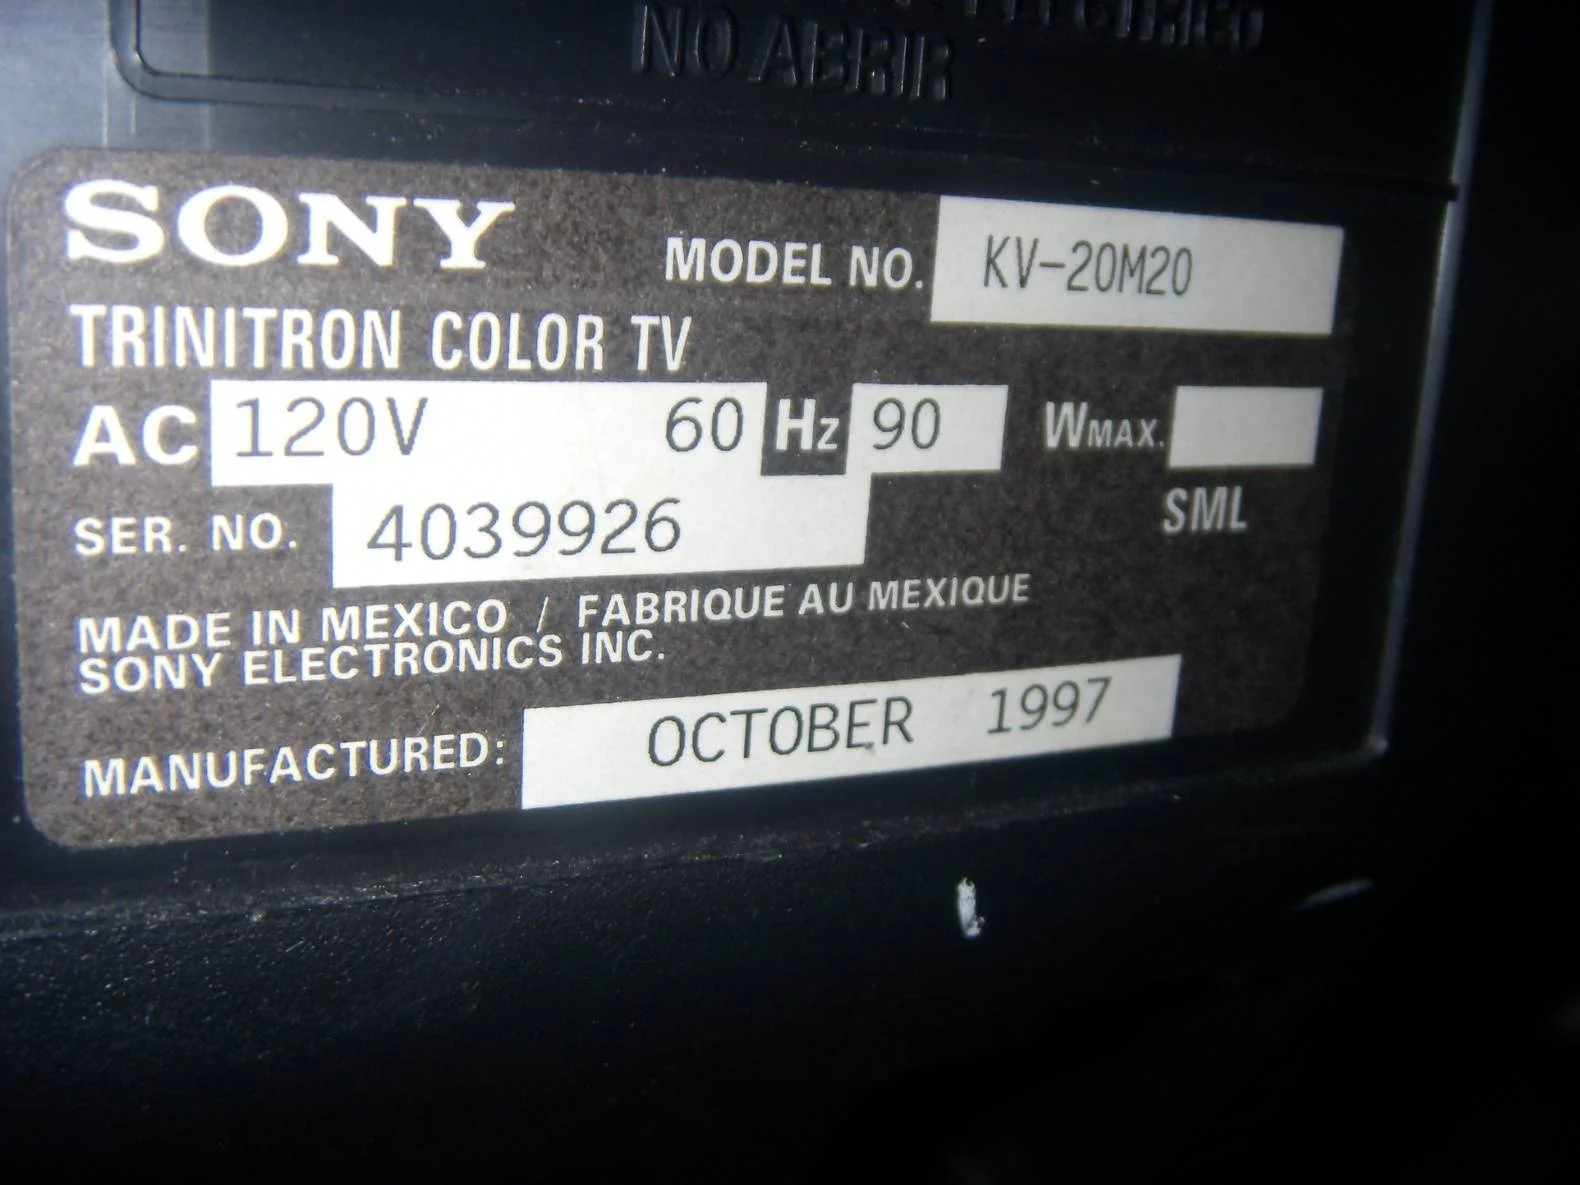 ELECTRICO
NO ABRIR
SONY
MODEL NO. KV-20M20
TRINITRON COLOR TV
AC 120V 60 Hz 90 WMAX.
SER. NO. 4039926 SML
MADE IN MEXICO / FABRIQUE AU MEXIQUE
SONY ELECTRONICS INC.
MANUFACTURED: OCTOBER 1997